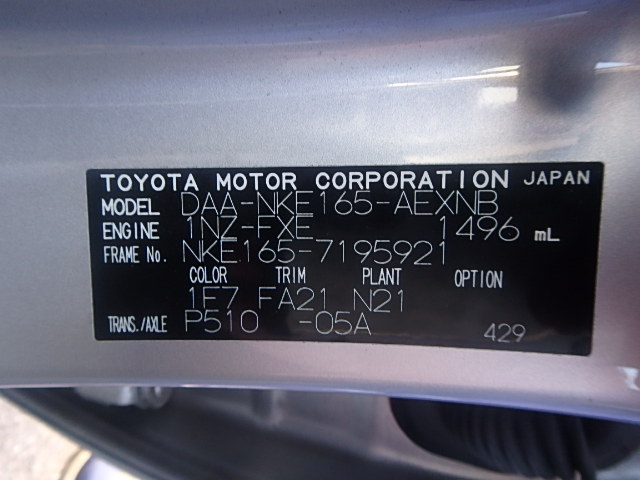 TOYOTA MOTOR CORPORATION JAPAN
MODEL DAA-NKE165-AEXNB
ENGINE 1NZ-FXE 1496 mL
FRAME No. NKE165-7195921
COLOR TRIM PLANT OPTION
1F7 FA21 N21
TRANS./AXLE P510 -05A 429